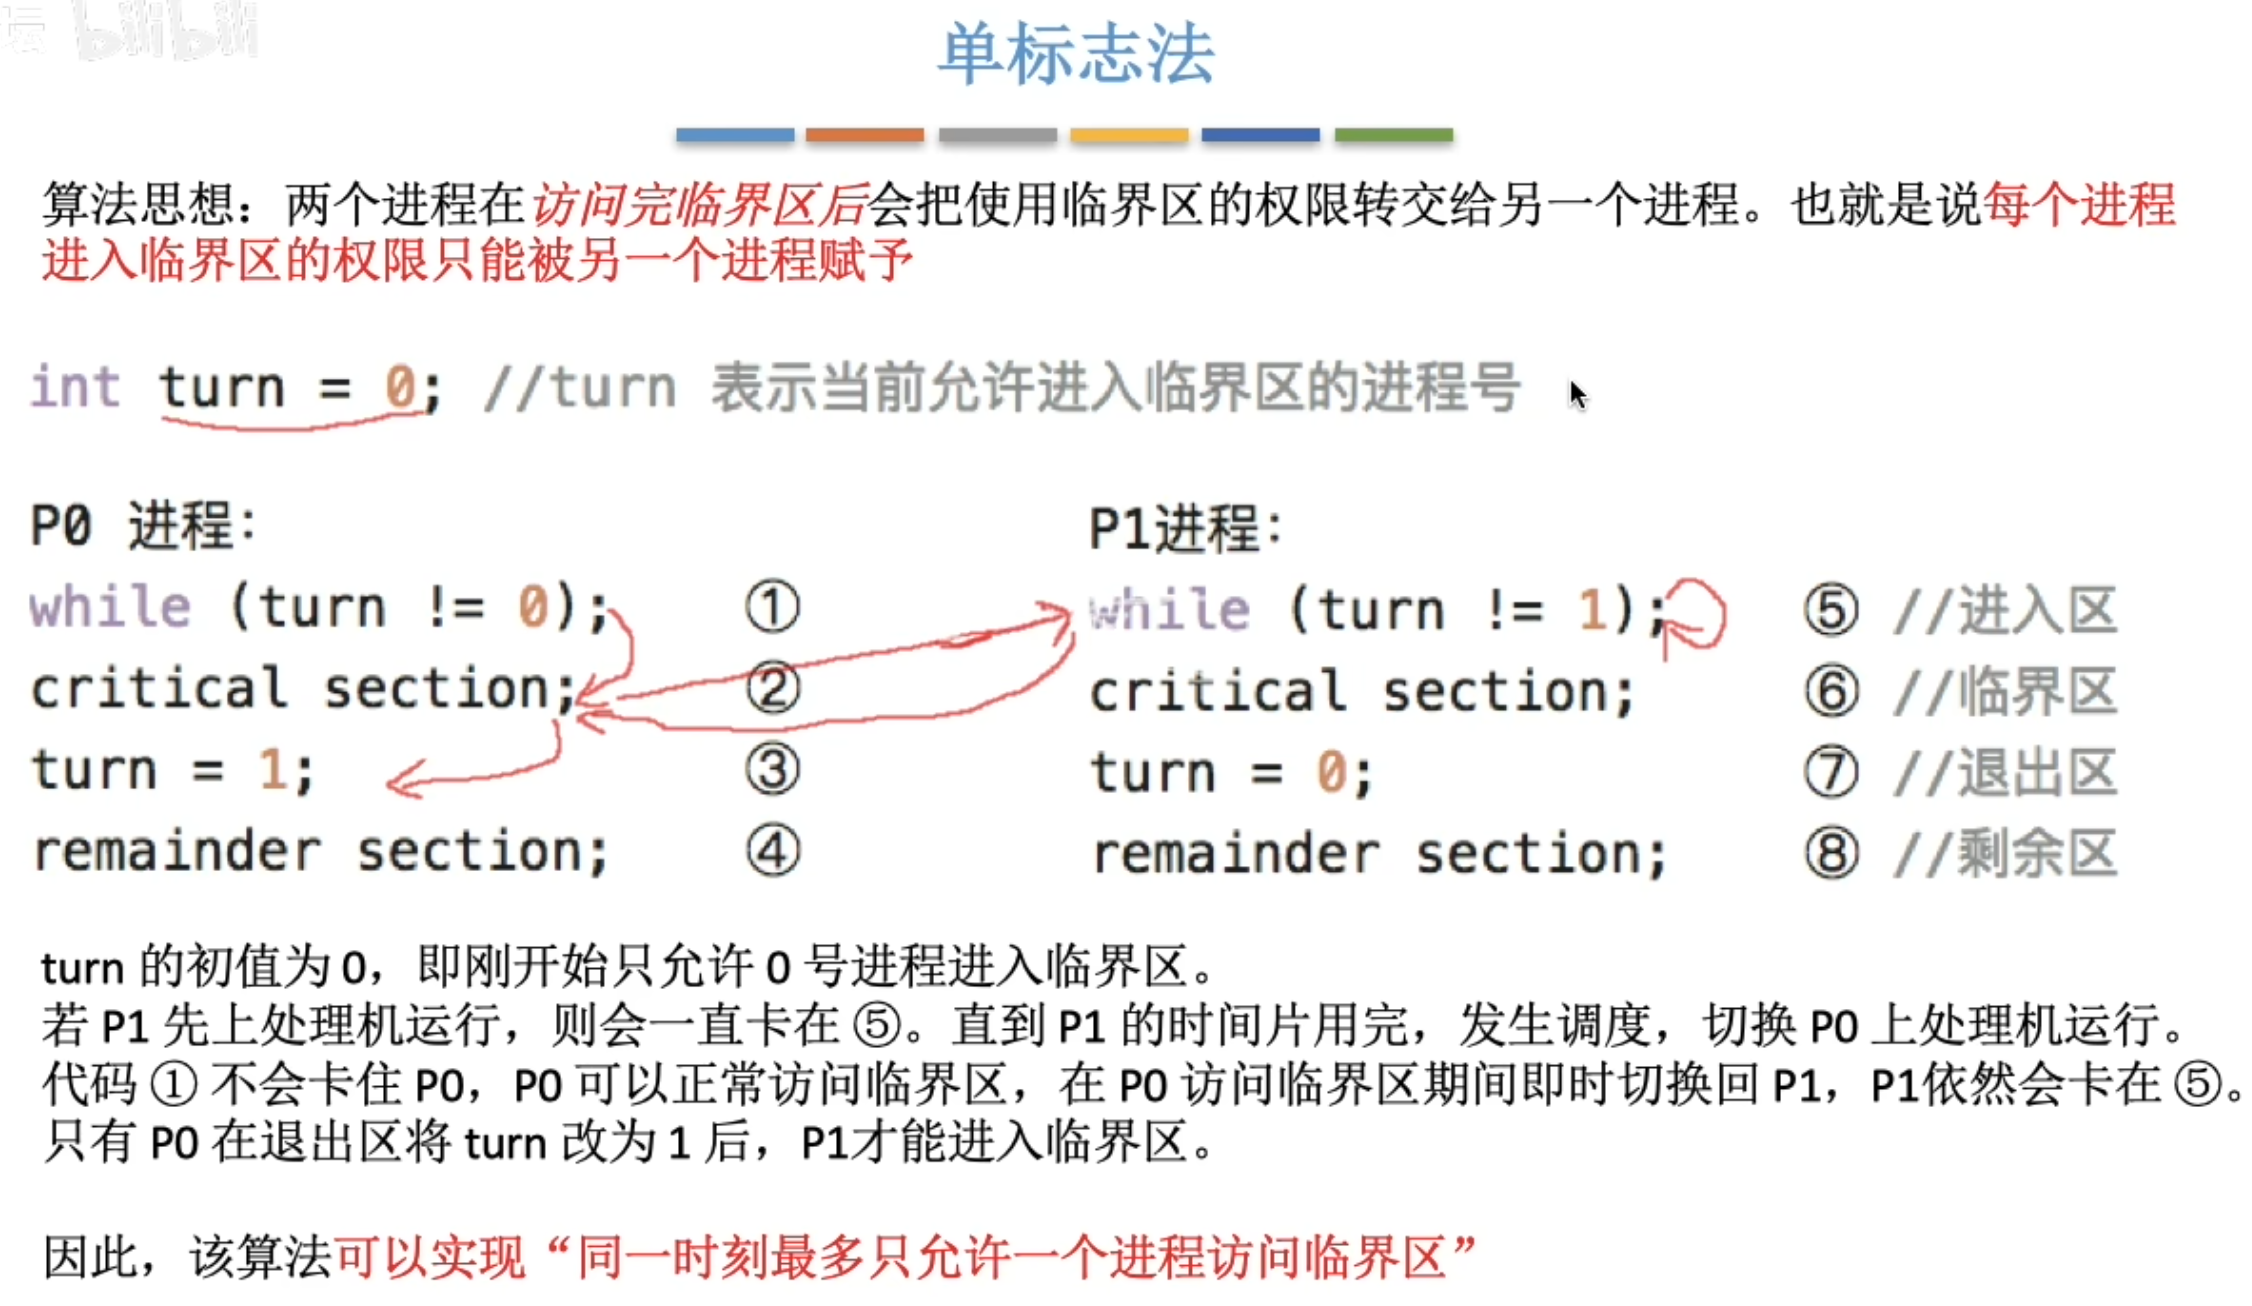 坛 bilibili
单标志法
算法思想：两个进程在访问完临界区后会把使用临界区的权限转交给另一个进程。也就是说每个进程
进入临界区的权限只能被另一个进程赋予
int turn = 0; //turn 表示当前允许进入临界区的进程号
P0 进程：
while (turn != 0); ①
critical section; ②
turn = 1; ③
remainder section; ④
P1进程：
while (turn != 1); ⑤ //进入区
critical section; ⑥ //临界区
turn = 0; ⑦ //退出区
remainder section; ⑧ //剩余区
turn 的初值为 0，即刚开始只允许 0 号进程进入临界区。
若 P1 先上处理机运行，则会一直卡在 ⑤。直到 P1 的时间片用完，发生调度，切换 P0 上处理机运行。
代码 ① 不会卡住 P0，P0 可以正常访问临界区，在 P0 访问临界区期间即时切换回 P1，P1依然会卡在 ⑤。
只有 P0 在退出区将 turn 改为 1 后，P1才能进入临界区。
因此，该算法可以实现“同一时刻最多只允许一个进程访问临界区”